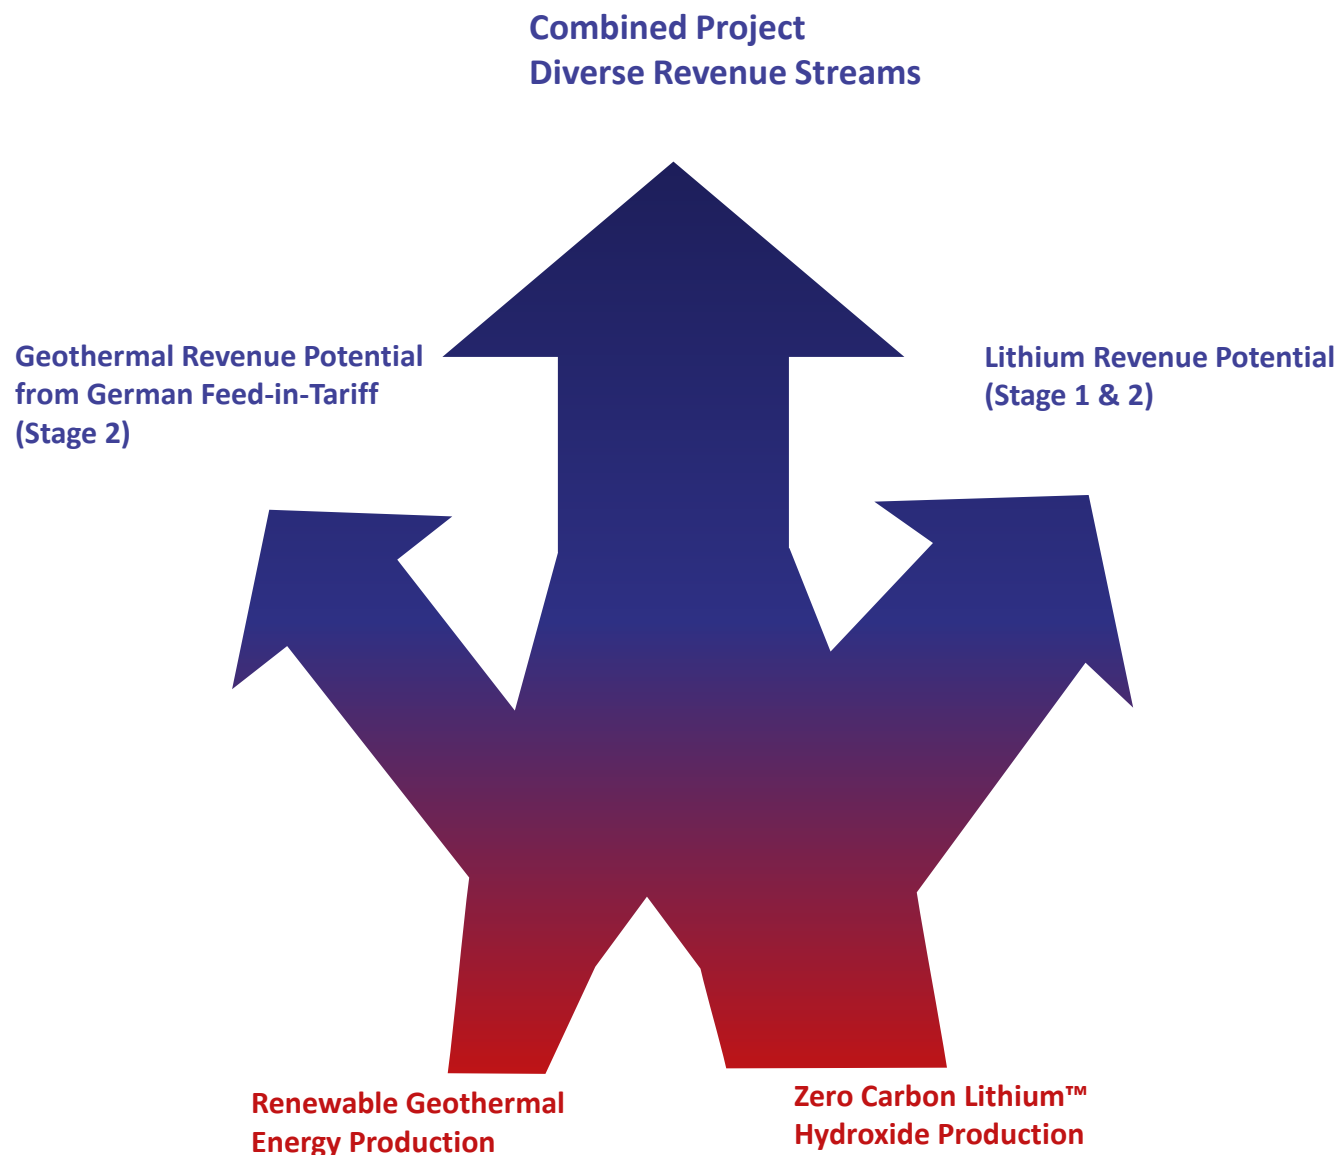 Combined Project
Diverse Revenue Streams
Geothermal Revenue Potential
from German Feed-in-Tariff
(Stage 2)
Lithium Revenue Potential
(Stage 1 & 2)
Renewable Geothermal
Energy Production
Zero Carbon Lithium™
Hydroxide Production